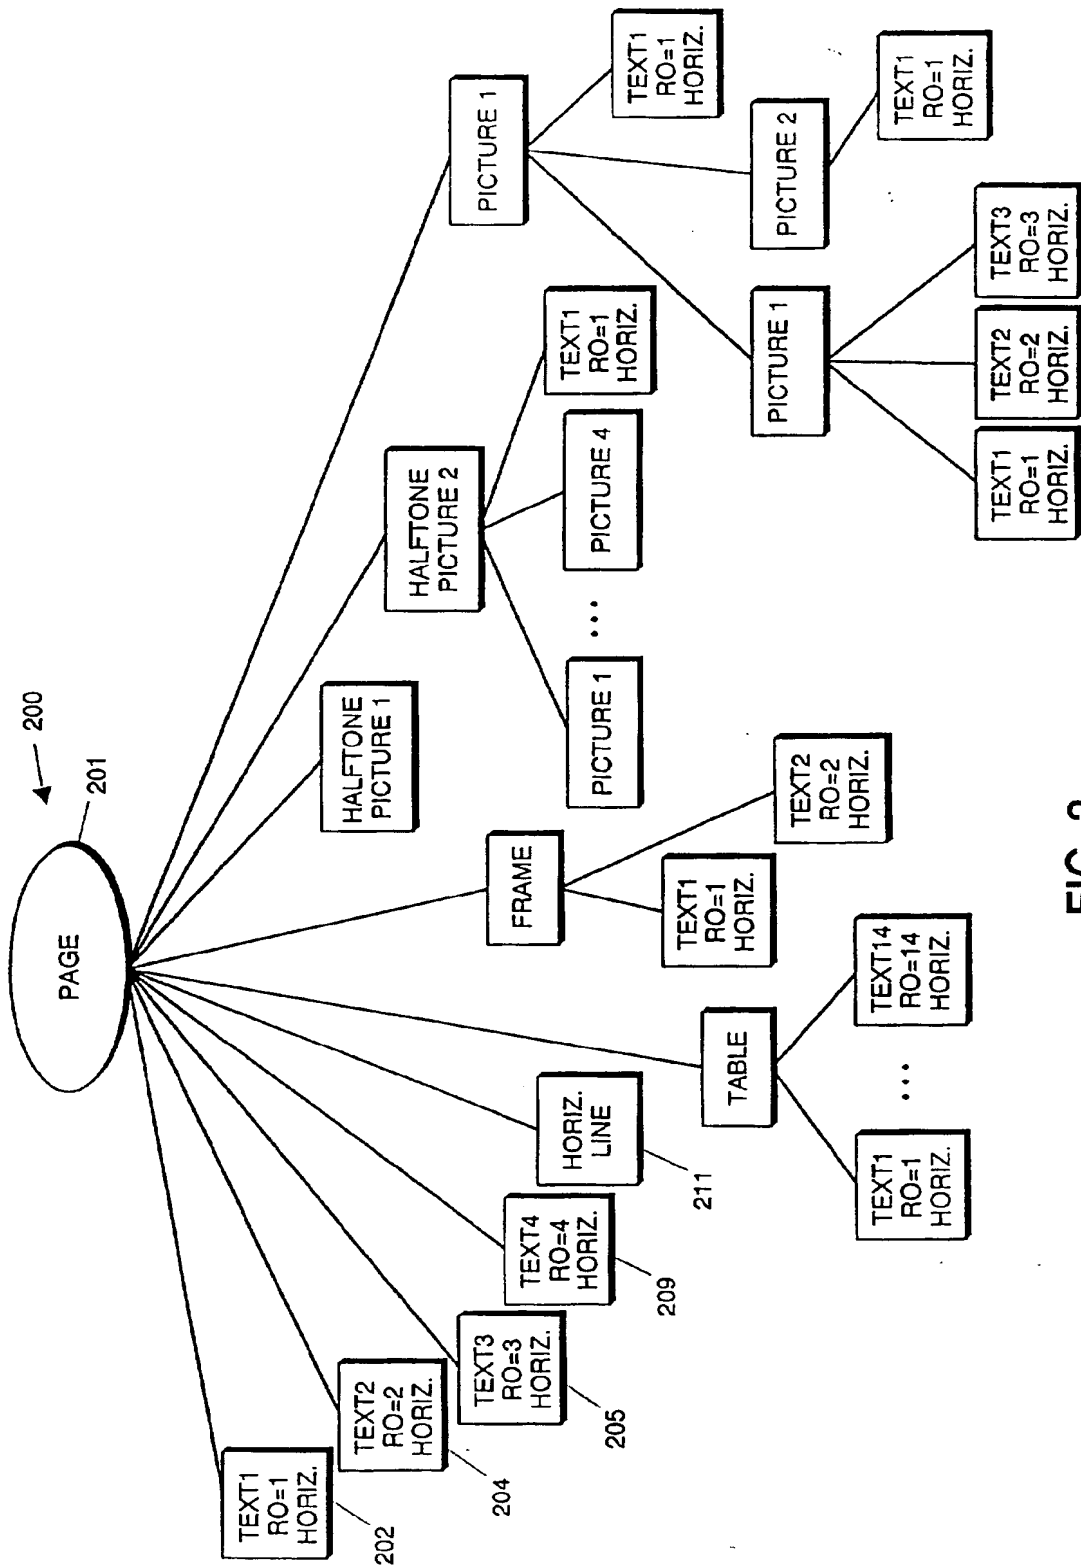 200
201
PAGE
TEXT1
RO=1
HORIZ.
202
TEXT2
RO=2
HORIZ.
204
TEXT3
RO=3
HORIZ.
205
TEXT4
RO=4
HORIZ.
209
HORIZ.
LINE
211
TABLE
TEXT1
RO=1
HORIZ.
...
TEXT14
RO=14
HORIZ.
FRAME
TEXT1
RO=1
HORIZ.
TEXT2
RO=2
HORIZ.
HALFTONE
PICTURE 1
HALFTONE
PICTURE 2
PICTURE 1
...
PICTURE 4
TEXT1
RO=1
HORIZ.
PICTURE 1
PICTURE 1
TEXT1
RO=1
HORIZ.
TEXT2
RO=2
HORIZ.
TEXT3
RO=3
HORIZ.
PICTURE 2
TEXT1
RO=1
HORIZ.
TEXT1
RO=1
HORIZ.
FIG.